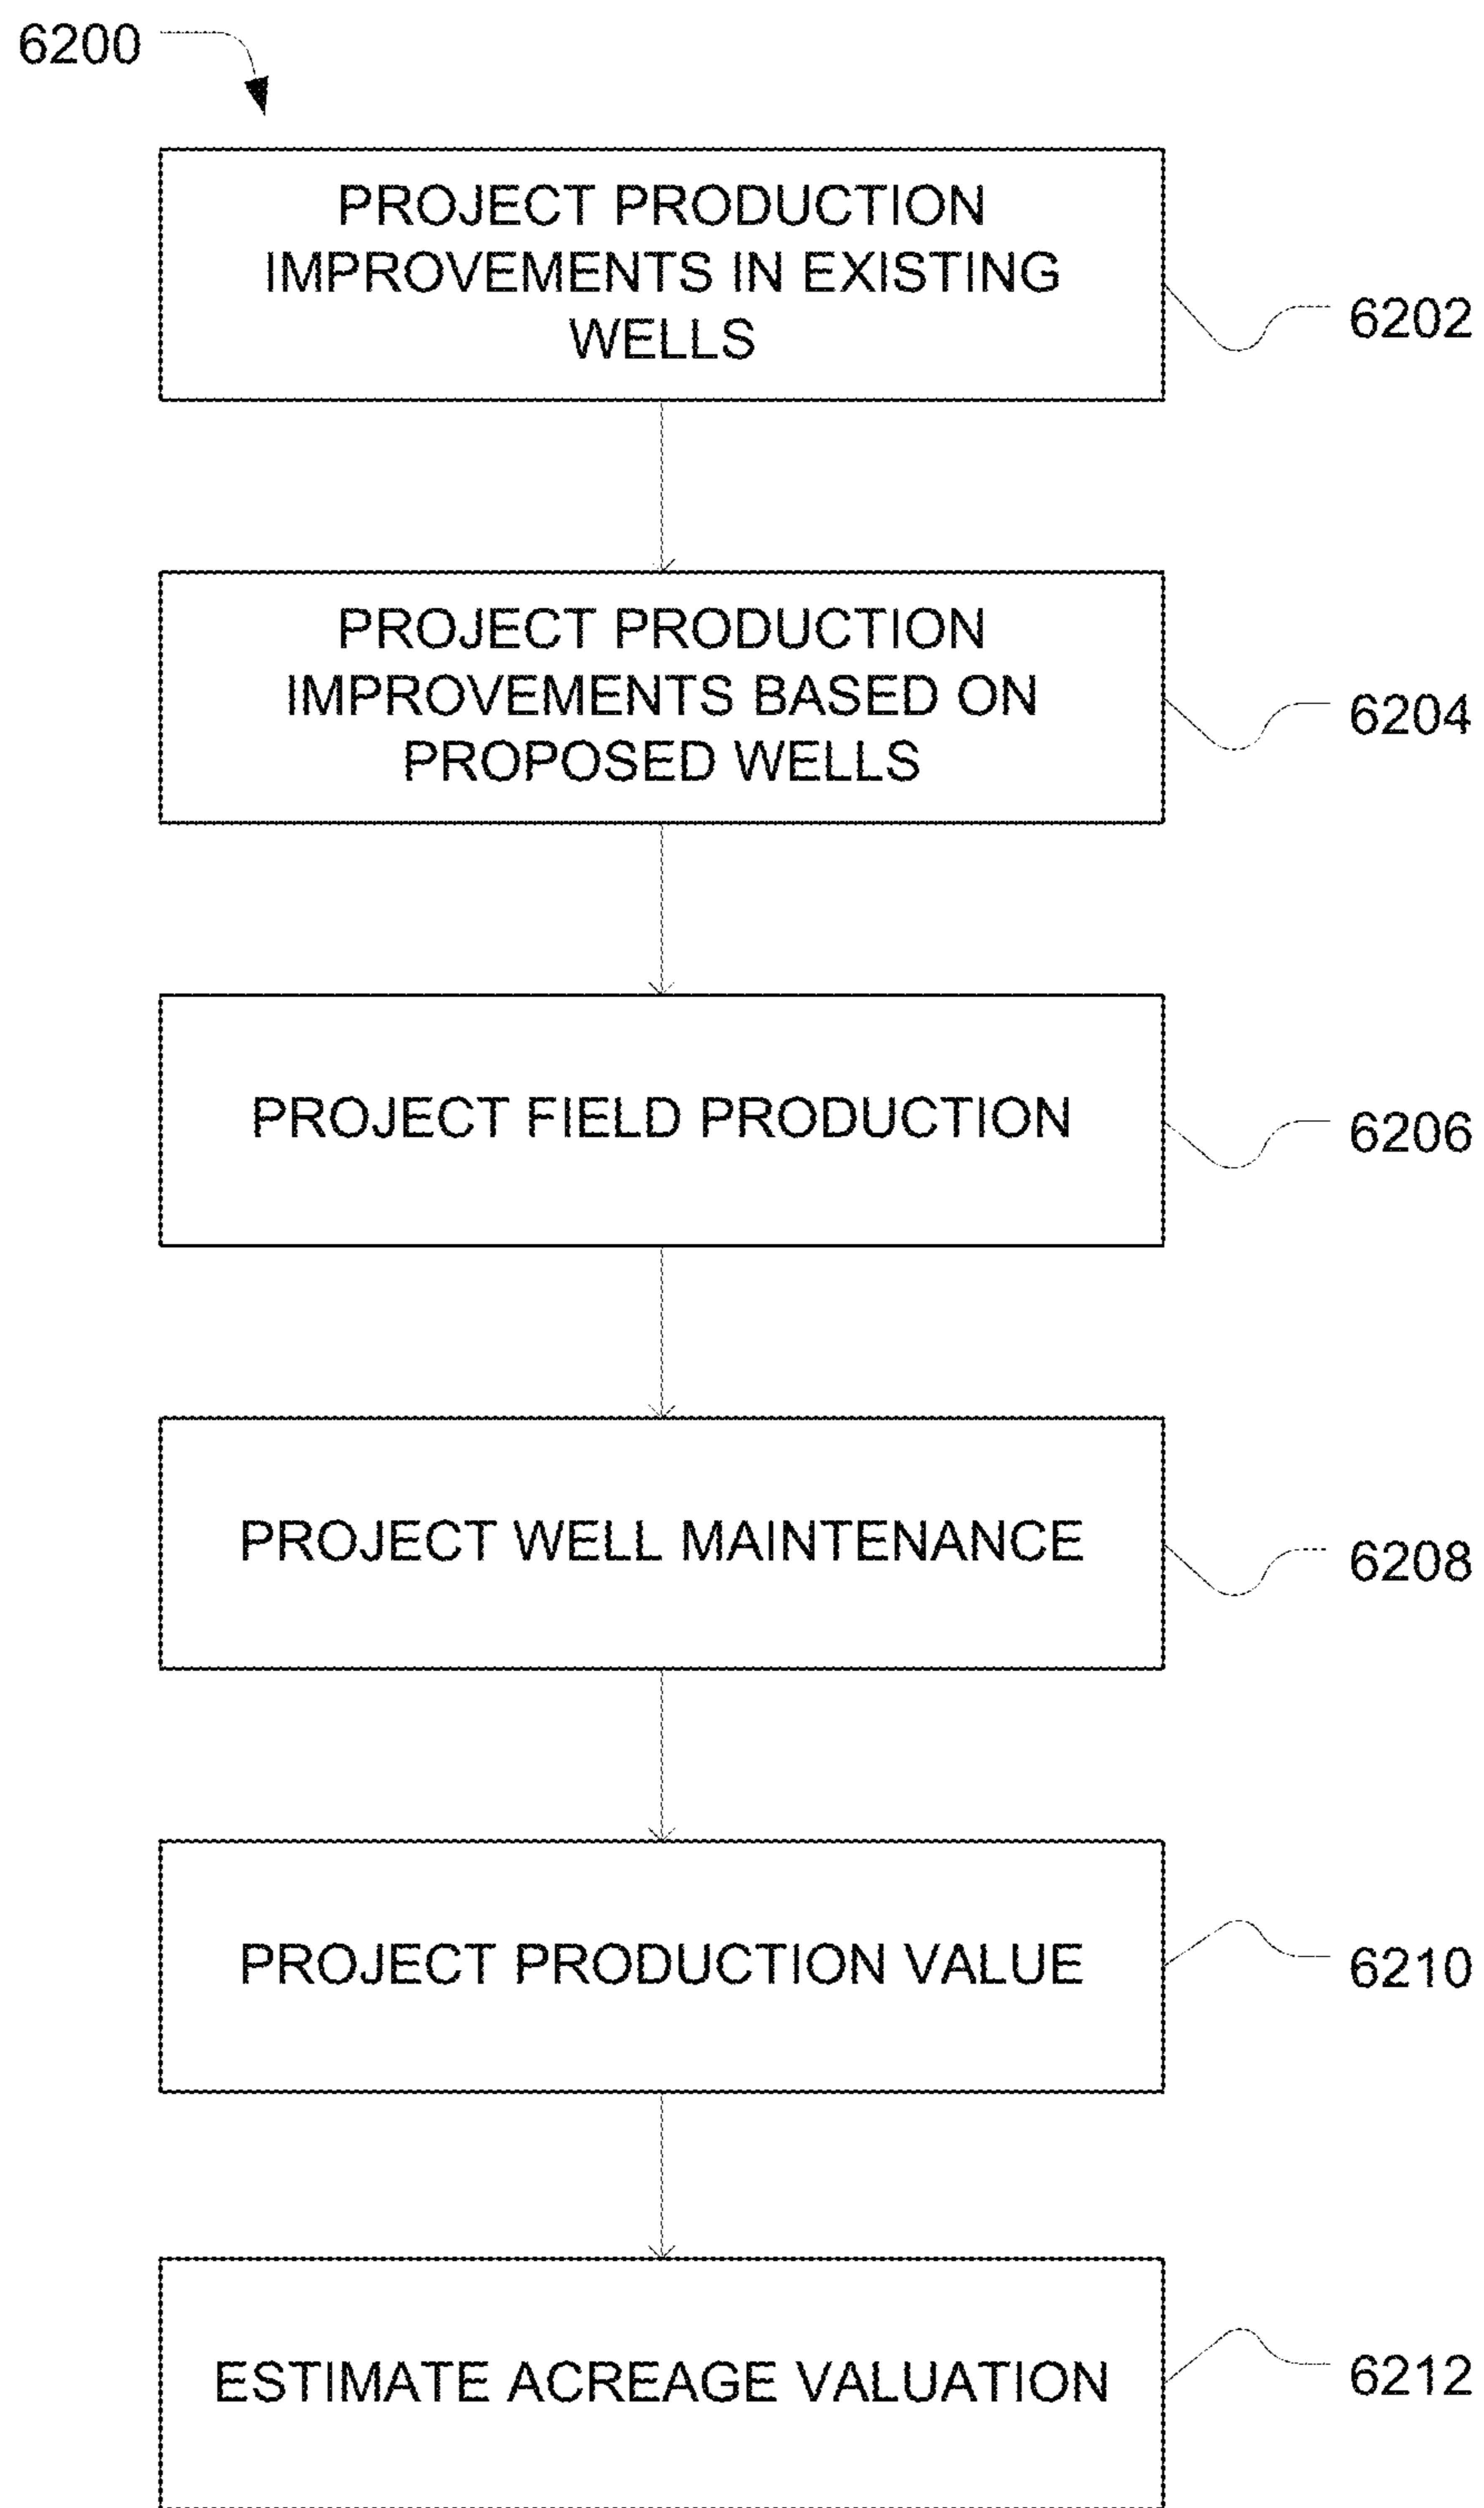 6200
PROJECT PRODUCTION
IMPROVEMENTS IN EXISTING
WELLS
6202
PROJECT PRODUCTION
IMPROVEMENTS BASED ON
PROPOSED WELLS
6204
PROJECT FIELD PRODUCTION
6206
PROJECT WELL MAINTENANCE
6208
PROJECT PRODUCTION VALUE
6210
ESTIMATE ACREAGE VALUATION
6212